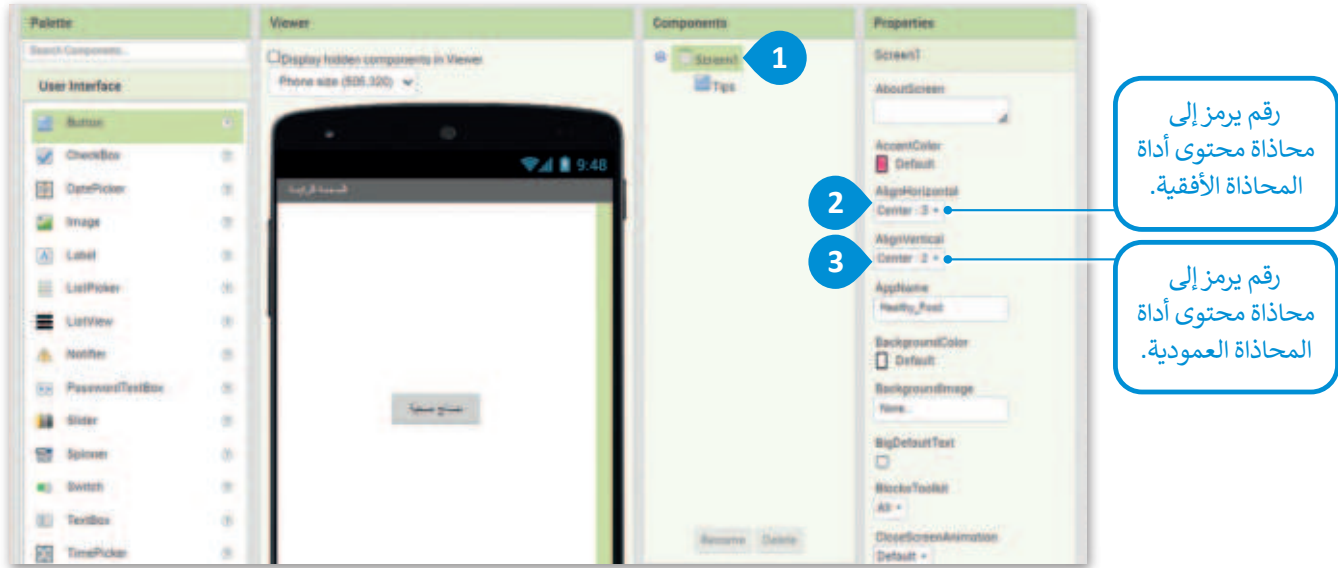 Palette
Search Components...
User Interface
Button
CheckBox
DatePicker
Image
Label
ListPicker
ListView
Notifier
PasswordTextBox
Slider
Spinner
Switch
TextBox
TimePicker
Viewer
Display hidden components in Viewer
Phone size (505,320)
9:48
القائمة الرئيسية
نصائح صحية
Components
Screen1
Tips
Rename Delete
1
Properties
Screen1
AboutScreen
AccentColor
Default
AlignHorizontal
2
Center : 3
AlignVertical
3
Center : 2
AppName
Healthy_Food
BackgroundColor
Default
BackgroundImage
None...
BigDefaultText
BlocksToolkit
All
CloseScreenAnimation
Default
رقم يرمز إلى
محاذاة محتوى أداة
المحاذاة الأفقية.
رقم يرمز إلى
محاذاة محتوى أداة
المحاذاة العمودية.